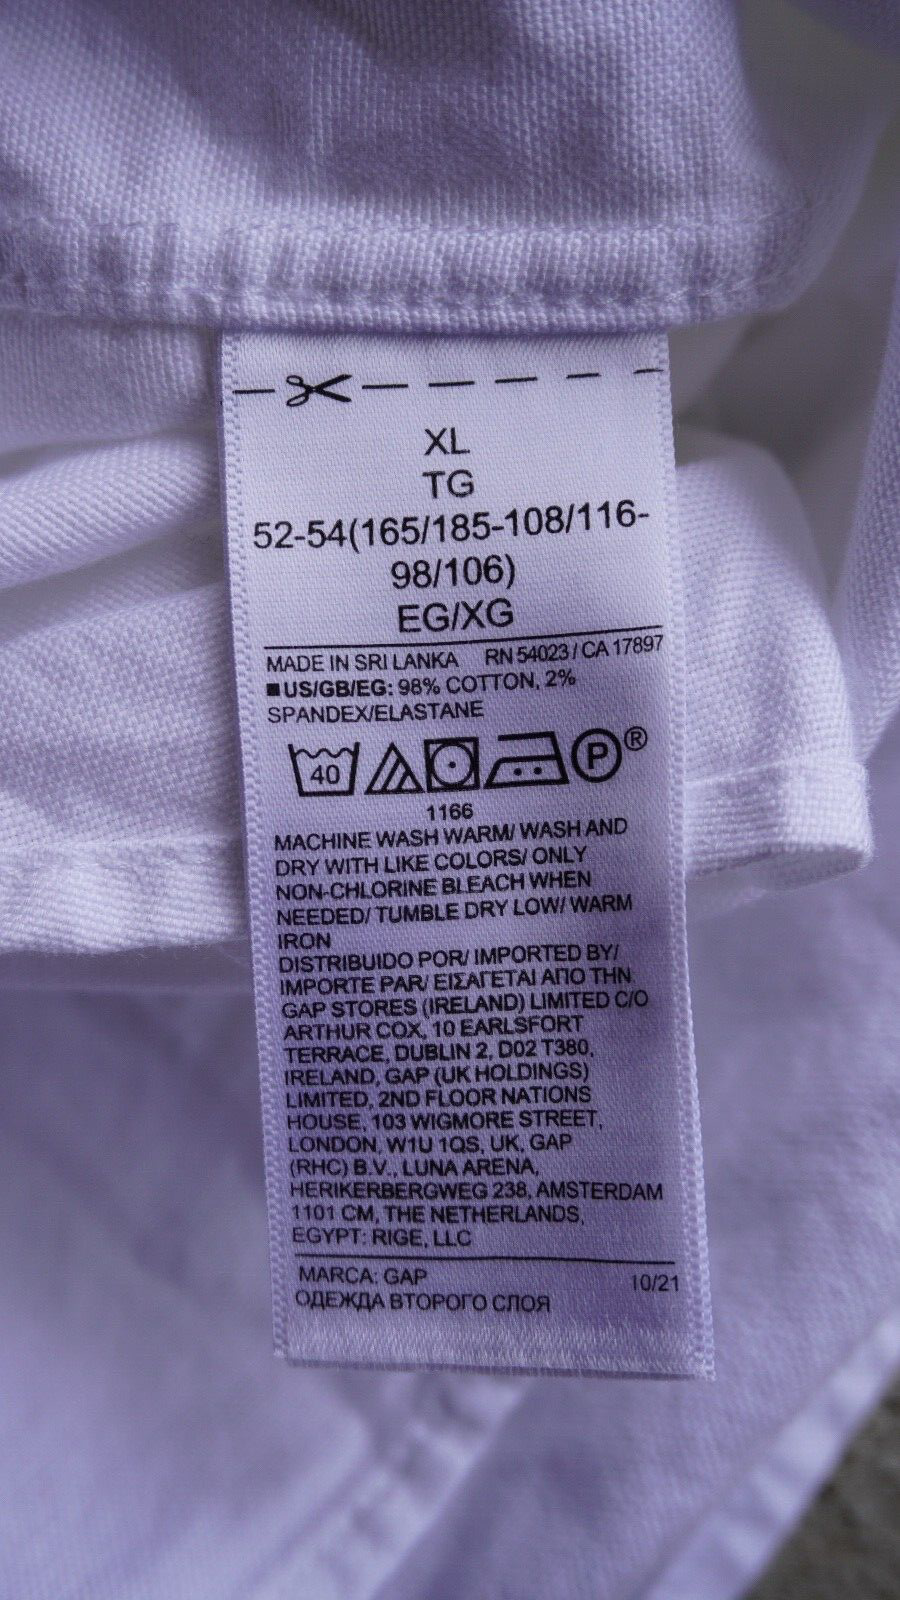 XL
TG
52-54(165/185-108/116-
98/106)
EG/XG
MADE IN SRI LANKA RN 54023 / CA 17897
■US/GB/EG: 98% COTTON, 2%
SPANDEX/ELASTANE
40 P®
1166
MACHINE WASH WARM/ WASH AND
DRY WITH LIKE COLORS/ ONLY
NON-CHLORINE BLEACH WHEN
NEEDED/ TUMBLE DRY LOW/ WARM
IRON
DISTRIBUIDO POR/ IMPORTED BY/
IMPORTE PAR/ ΕΙΣΑΓΕΤΑΙ ΑΠΟ ΤΗΝ
GAP STORES (IRELAND) LIMITED C/O
ARTHUR COX, 10 EARLSFORT
TERRACE, DUBLIN 2, D02 T380,
IRELAND, GAP (UK HOLDINGS)
LIMITED, 2ND FLOOR NATIONS
HOUSE, 103 WIGMORE STREET,
LONDON, W1U 1QS, UK, GAP
(RHC) B.V., LUNA ARENA,
HERIKERBERGWEG 238, AMSTERDAM
1101 CM, THE NETHERLANDS,
EGYPT: RIGE, LLC
MARCA: GAP 10/21
ОДЕЖДА ВТОРОГО СЛОЯ